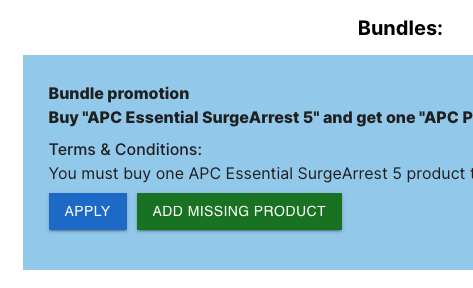 Bundles:
Bundle promotion
Buy "APC Essential SurgeArrest 5" and get one "APC P
Terms & Conditions:
You must buy one APC Essential SurgeArrest 5 product t
APPLY
ADD MISSING PRODUCT